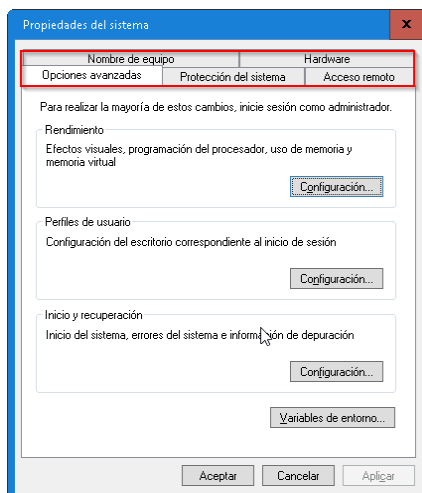 Propiedades del sistema
x
Nombre de equipo Hardware
Opciones avanzadas Protección del sistema Acceso remoto
Para realizar la mayoría de estos cambios, inicie sesión como administrador.
Rendimiento
Efectos visuales, programación del procesador, uso de memoria y
memoria virtual
Configuración...
Perfiles de usuario
Configuración del escritorio correspondiente al inicio de sesión
Configuración...
Inicio y recuperación
Inicio del sistema, errores del sistema e información de depuración
Configuración...
Variables de entorno...
Aceptar Cancelar Aplicar